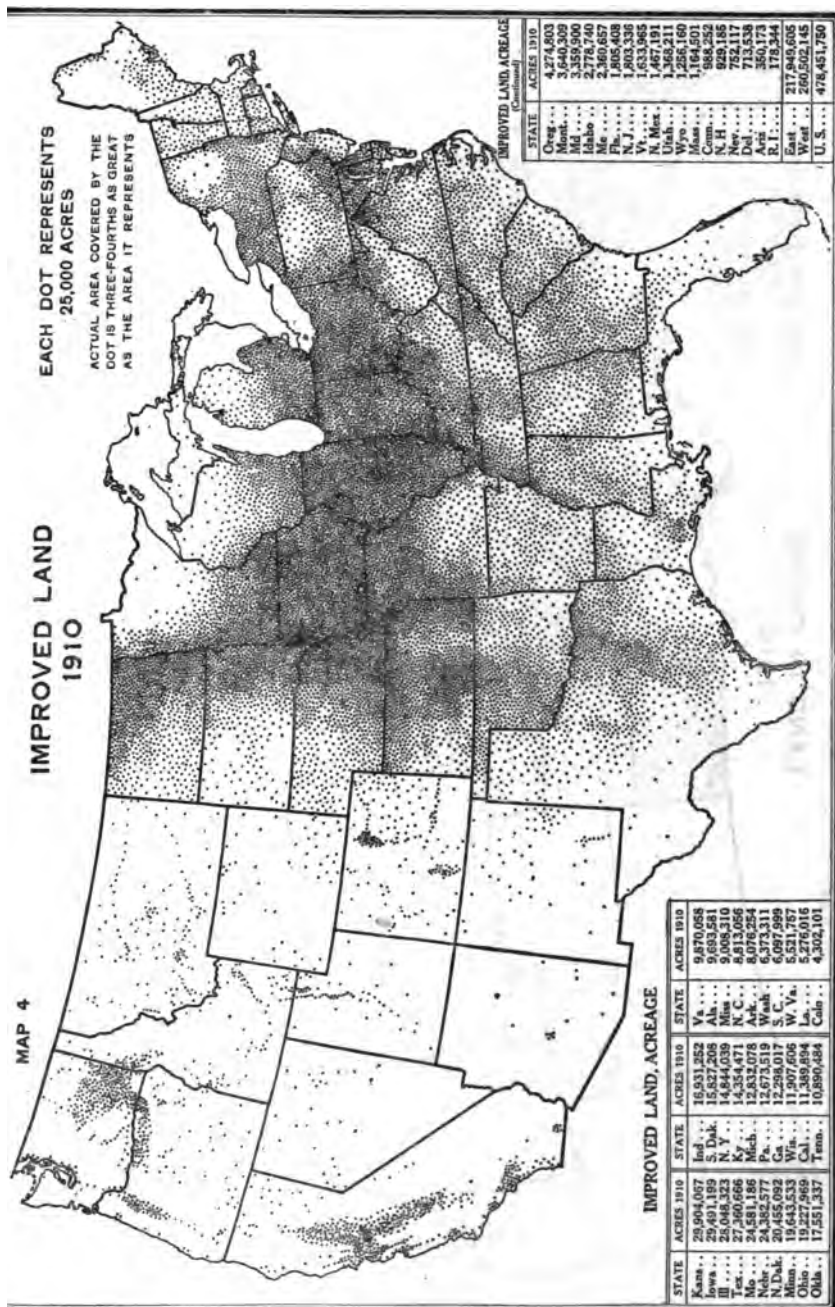 MAP 4
IMPROVED LAND
1910
EACH DOT REPRESENTS
25,000 ACRES
ACTUAL AREA COVERED BY THE
DOT IS THREE-FOURTHS AS GREAT
AS THE AREA IT REPRESENTS
IMPROVED LAND, ACREAGE
STATE ACRES 1910 STATE ACRES 1910 STATE ACRES 1910
Kans.. 29,904,067 Ind... 16,931,252 Va... 9,870,058
Iowa.. 29,491,199 S. Dak. 15,827,208 Ala... 9,693,581
Ill.... 28,048,323 N. Y.. 14,844,039 Miss.. 9,008,310
Tex... 27,360,666 Ky... 14,354,471 N. C.. 8,813,056
Mo... 24,581,186 Mich.. 12,832,078 Ark... 8,076,254
Nebr.. 24,382,577 Pa... 12,673,519 Wash. 6,373,311
N. Dak. 20,455,092 Ga... 12,298,017 S. C.. 6,097,999
Minn.. 19,643,533 Wis... 11,907,606 W. Va. 5,521,757
Ohio.. 19,227,969 Cal... 11,389,894 La... 5,276,016
Okla.. 17,551,337 Tenn.. 10,890,484 Colo.. 4,302,101
IMPROVED LAND, ACREAGE
(Continued)
STATE ACRES 1910
Oreg... 4,274,803
Mont... 3,640,309
Md.... 3,354,900
Idaho.. 2,778,740
Me.... 2,360,657
Fla.... 1,805,408
N. J.... 1,803,336
Vt..... 1,633,965
N. Mex. 1,467,191
Utah... 1,368,211
Wyo... 1,256,160
Mass... 1,164,501
Conn... 988,252
N. H... 929,185
Nev.... 752,117
Del.... 713,538
Ariz... 350,173
R. I.... 178,344
East... 217,949,605
West... 260,502,145
U. S... 478,451,750